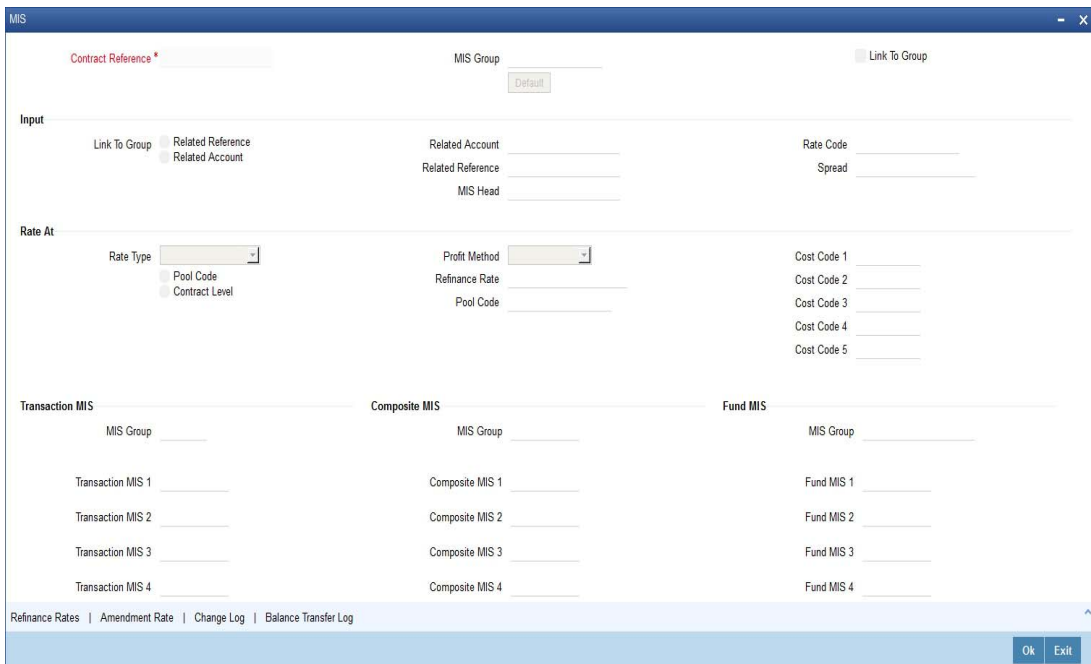 MIS
Contract Reference *
MIS Group
Link To Group
Default
Input
Link To Group
Related Reference
Related Account
Related Account
Related Reference
MIS Head
Rate Code
Spread
Rate At
Rate Type
Pool Code
Contract Level
Profit Method
Refinance Rate
Pool Code
Cost Code 1
Cost Code 2
Cost Code 3
Cost Code 4
Cost Code 5
Transaction MIS
MIS Group
Transaction MIS 1
Transaction MIS 2
Transaction MIS 3
Transaction MIS 4
Composite MIS
MIS Group
Composite MIS 1
Composite MIS 2
Composite MIS 3
Composite MIS 4
Fund MIS
MIS Group
Fund MIS 1
Fund MIS 2
Fund MIS 3
Fund MIS 4
Refinance Rates | Amendment Rate | Change Log | Balance Transfer Log
Ok Exit